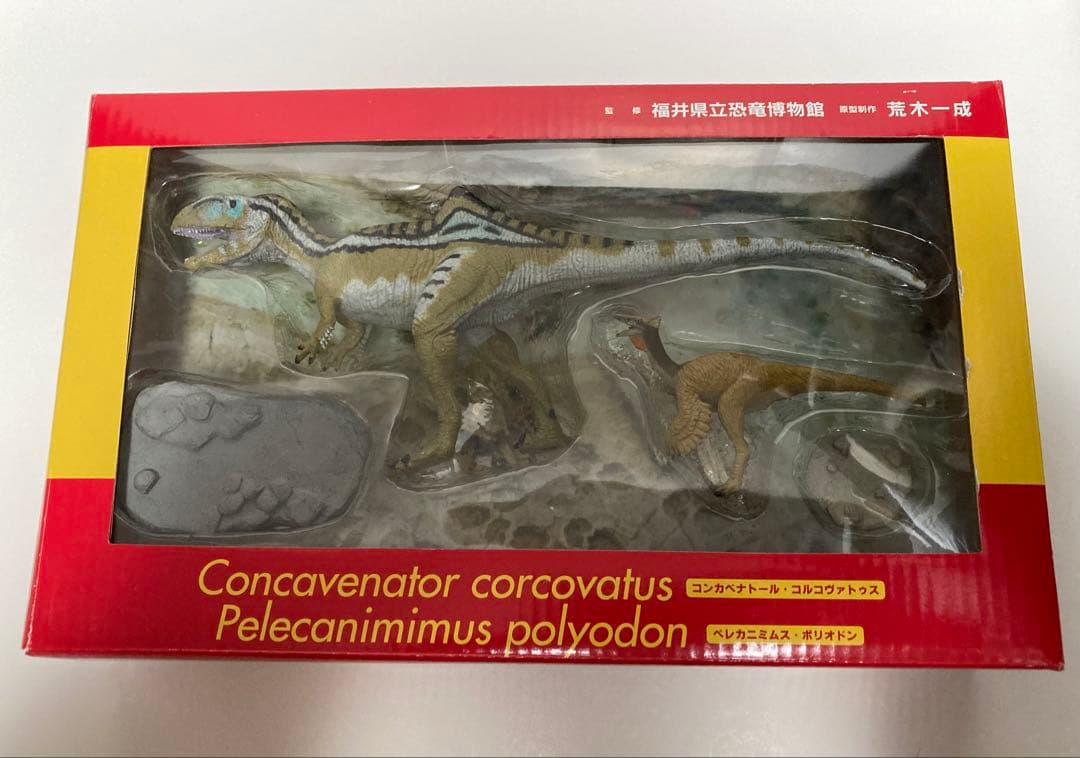 監修 福井県立恐竜博物館 原型制作 荒木一成
Concavenator corcovatus コンカベナトール・コルコヴァトゥス
Pelecanimimus polyodon ペレカニミムス・ポリオドン